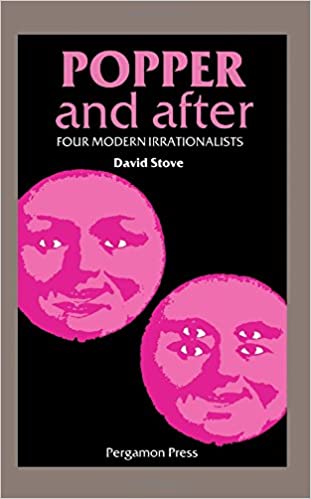 POPPER
and after
FOUR MODERN IRRATIONALISTS
David Stove
Pergamon Press